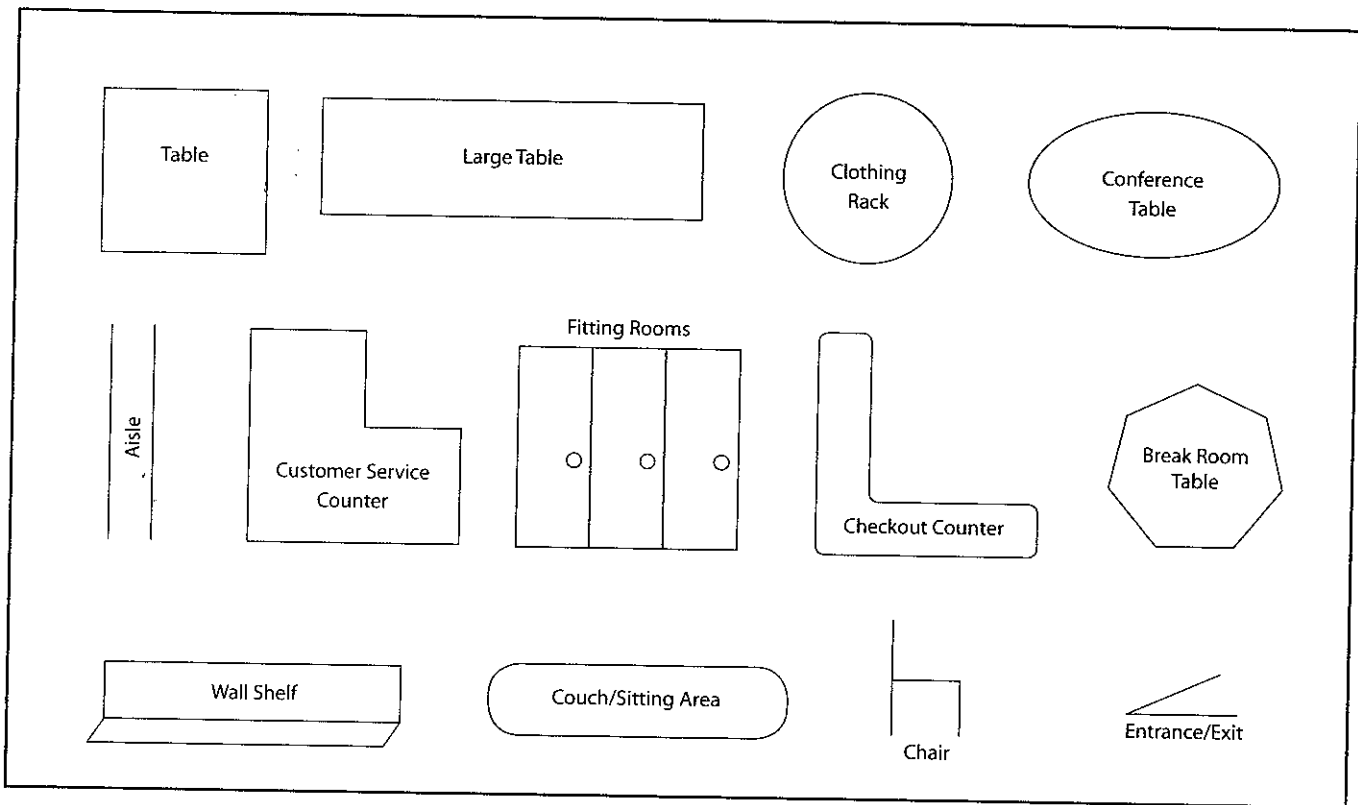 Table
Large Table
Clothing
Rack
Conference
Table
Aisle
Customer Service
Counter
Fitting Rooms
Checkout Counter
Break Room
Table
Wall Shelf
Couch/Sitting Area
Chair
Entrance/Exit